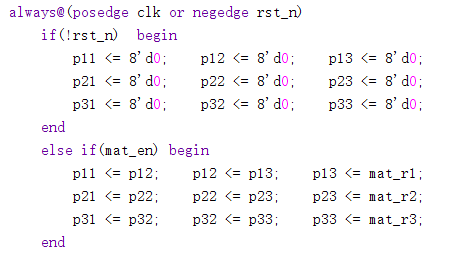 always@(posedge clk or negedge rst_n)
if(!rst_n) begin
p11 <= 8'd0; p12 <= 8'd0; p13 <= 8'd0;
p21 <= 8'd0; p22 <= 8'd0; p23 <= 8'd0;
p31 <= 8'd0; p32 <= 8'd0; p33 <= 8'd0;
end
else if(mat_en) begin
p11 <= p12; p12 <= p13; p13 <= mat_r1;
p21 <= p22; p22 <= p23; p23 <= mat_r2;
p31 <= p32; p32 <= p33; p33 <= mat_r3;
end